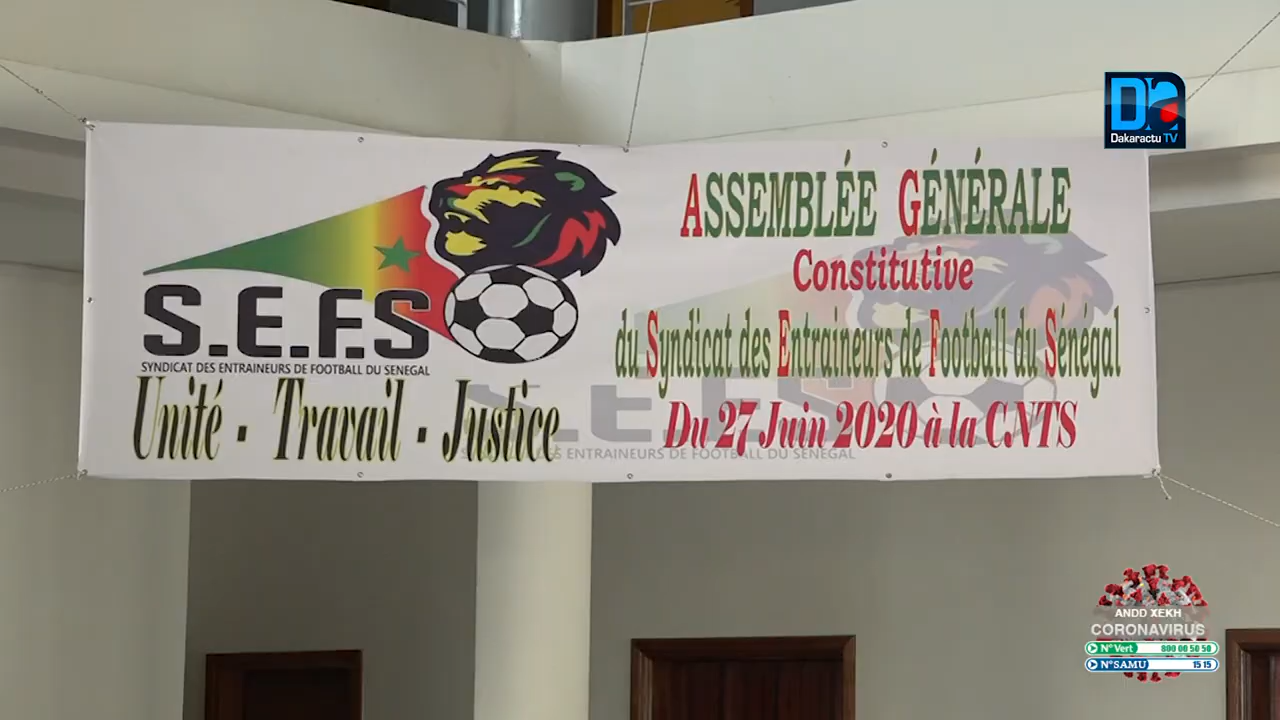 Dakaractu TV
S.E.F.S
SYNDICAT DES ENTRAINEURS DE FOOTBALL DU SENEGAL
Unité - Travail - Justice
ASSEMBLÉE GÉNÉRALE
Constitutive
du Syndicat des Entraineurs de Football du Sénégal
Du 27 Juin 2020 à la C.N.T.S
S.E.F.S
DES ENTRAINEURS DE FOOTBALL DU SENEGAL
ANDD XEKH
CORONAVIRUS
N° Vert 800 00 50 50
N° SAMU 15 15